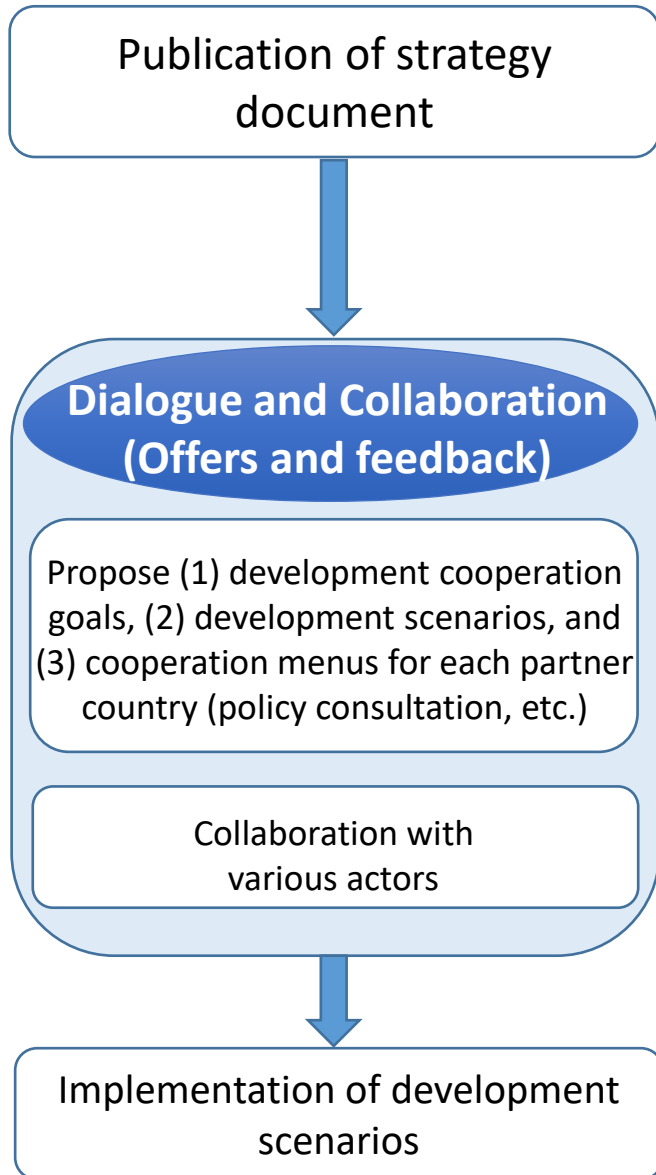 Publication of strategy
document
Dialogue and Collaboration
(Offers and feedback)
Propose (1) development cooperation
goals, (2) development scenarios, and
(3) cooperation menus for each partner
country (policy consultation, etc.)
Collaboration with
various actors
Implementation of development
scenarios